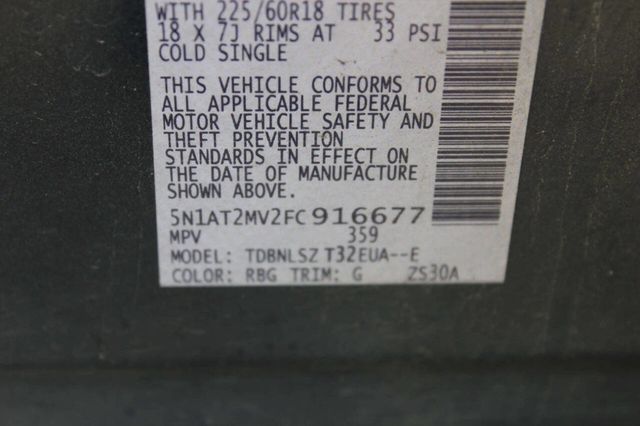 WITH 225/60R18 TIRES
18 X 7J RIMS AT 33 PSI
COLD SINGLE
THIS VEHICLE CONFORMS TO
ALL APPLICABLE FEDERAL
MOTOR VEHICLE SAFETY AND
THEFT PREVENTION
STANDARDS IN EFFECT ON
THE DATE OF MANUFACTURE
SHOWN ABOVE.
5N1AT2MV2FC916677
MPV 359
MODEL: TDBNLSZ T32EUA--E
COLOR: RBG TRIM: G ZS30A